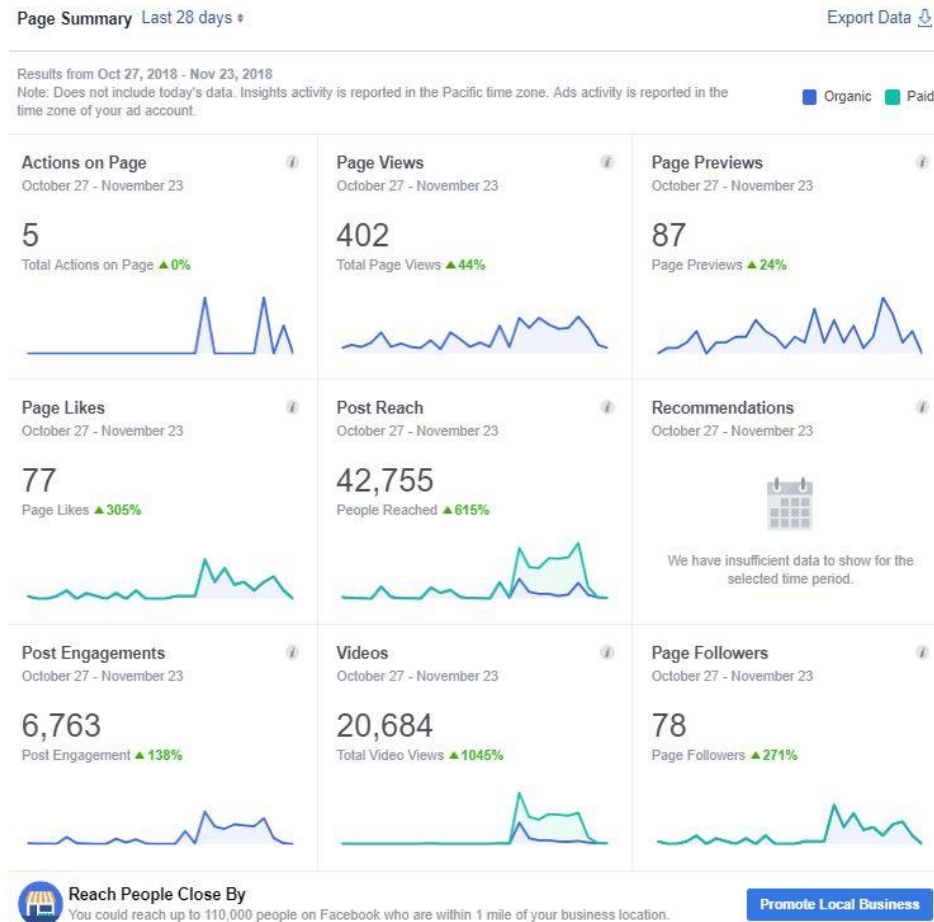 Page Summary Last 28 days
Export Data
Results from Oct 27, 2018 - Nov 23, 2018
Note: Does not include today's data. Insights activity is reported in the Pacific time zone. Ads activity is reported in the
time zone of your ad account.
Organic Paid
Actions on Page
October 27 - November 23
5
Total Actions on Page ▲0%
Page Views
October 27 - November 23
402
Total Page Views ▲44%
Page Previews
October 27 - November 23
87
Page Previews ▲24%
Page Likes
October 27 - November 23
77
Page Likes ▲305%
Post Reach
October 27 - November 23
42,755
People Reached ▲615%
Recommendations
October 27 - November 23
We have insufficient data to show for the
selected time period.
Post Engagements
October 27 - November 23
6,763
Post Engagement ▲138%
Videos
October 27 - November 23
20,684
Total Video Views ▲1045%
Page Followers
October 27 - November 23
78
Page Followers ▲271%
Reach People Close By
You could reach up to 110,000 people on Facebook who are within 1 mile of your business location.
Promote Local Business